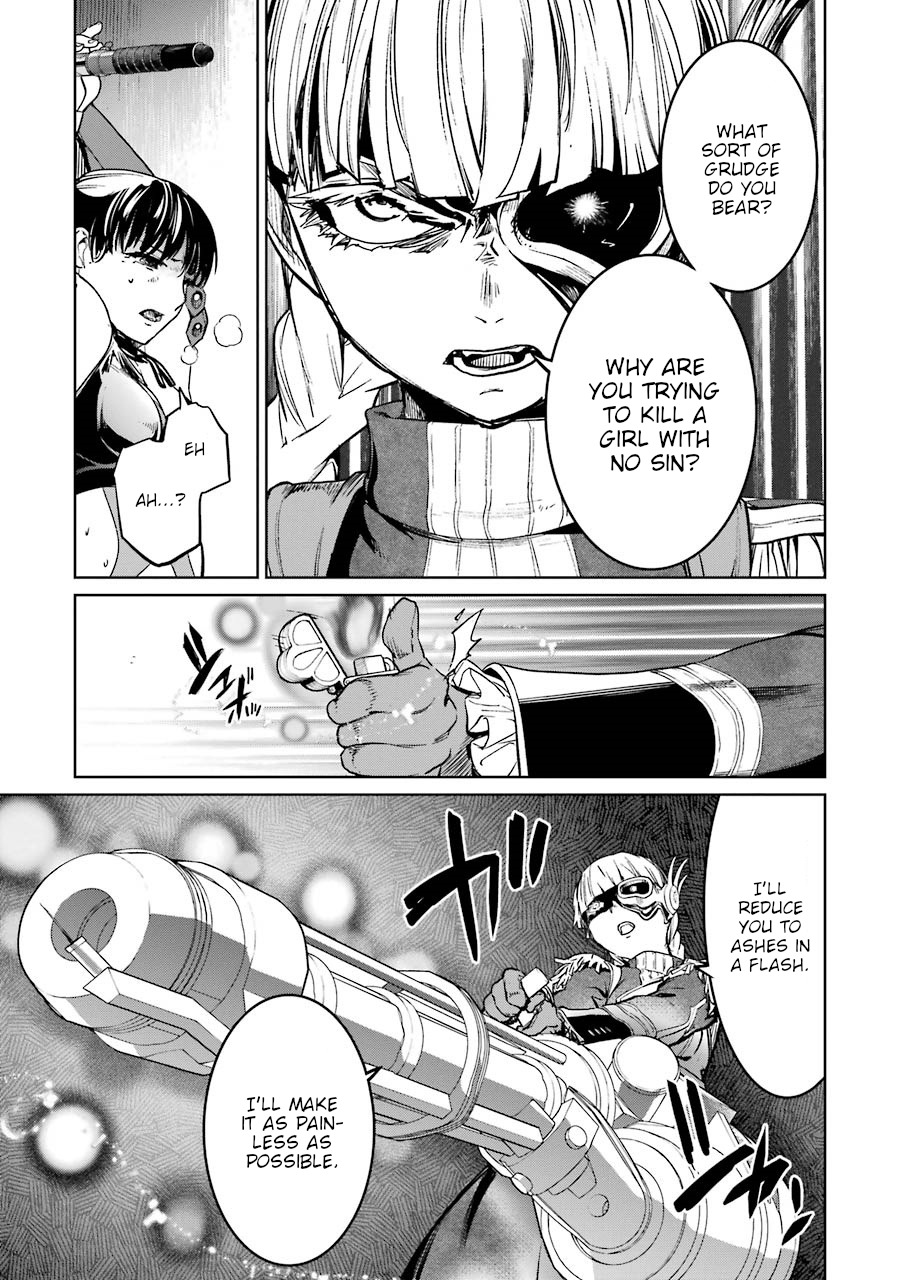 WHAT
SORT OF
GRUDGE
DO YOU
BEAR?
WHY ARE
YOU TRYING
TO KILL A
GIRL WITH
NO SIN?
EH
AH...?
I'LL
REDUCE
YOU TO
ASHES IN
A FLASH.
I'LL MAKE
IT AS PAIN-
LESS AS
POSSIBLE.